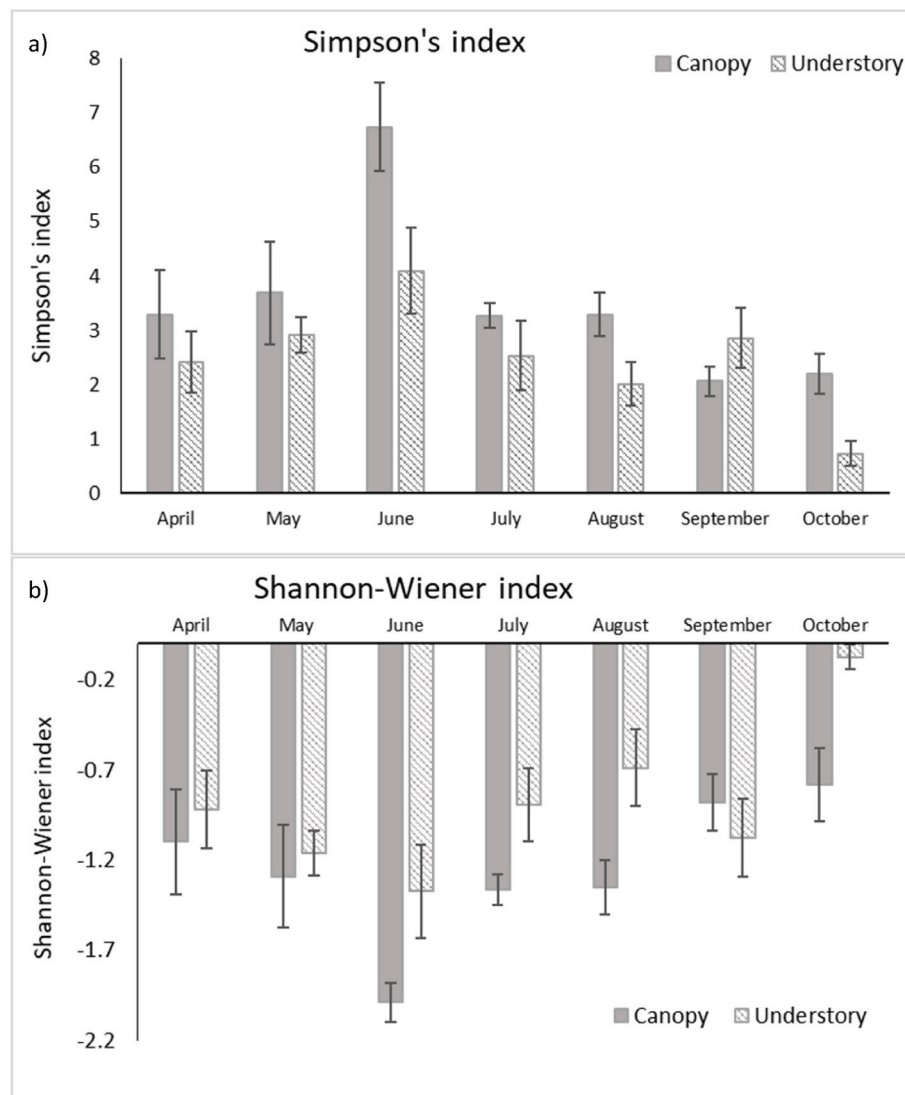 a)
Simpson's index
Canopy Understory
Simpson's index
8
7
6
5
4
3
2
1
0
April May June July August September October
b)
Shannon-Wiener index
April May June July August September October
Shannon-Wiener index
-0.2
-0.7
-1.2
-1.7
-2.2
Canopy Understory